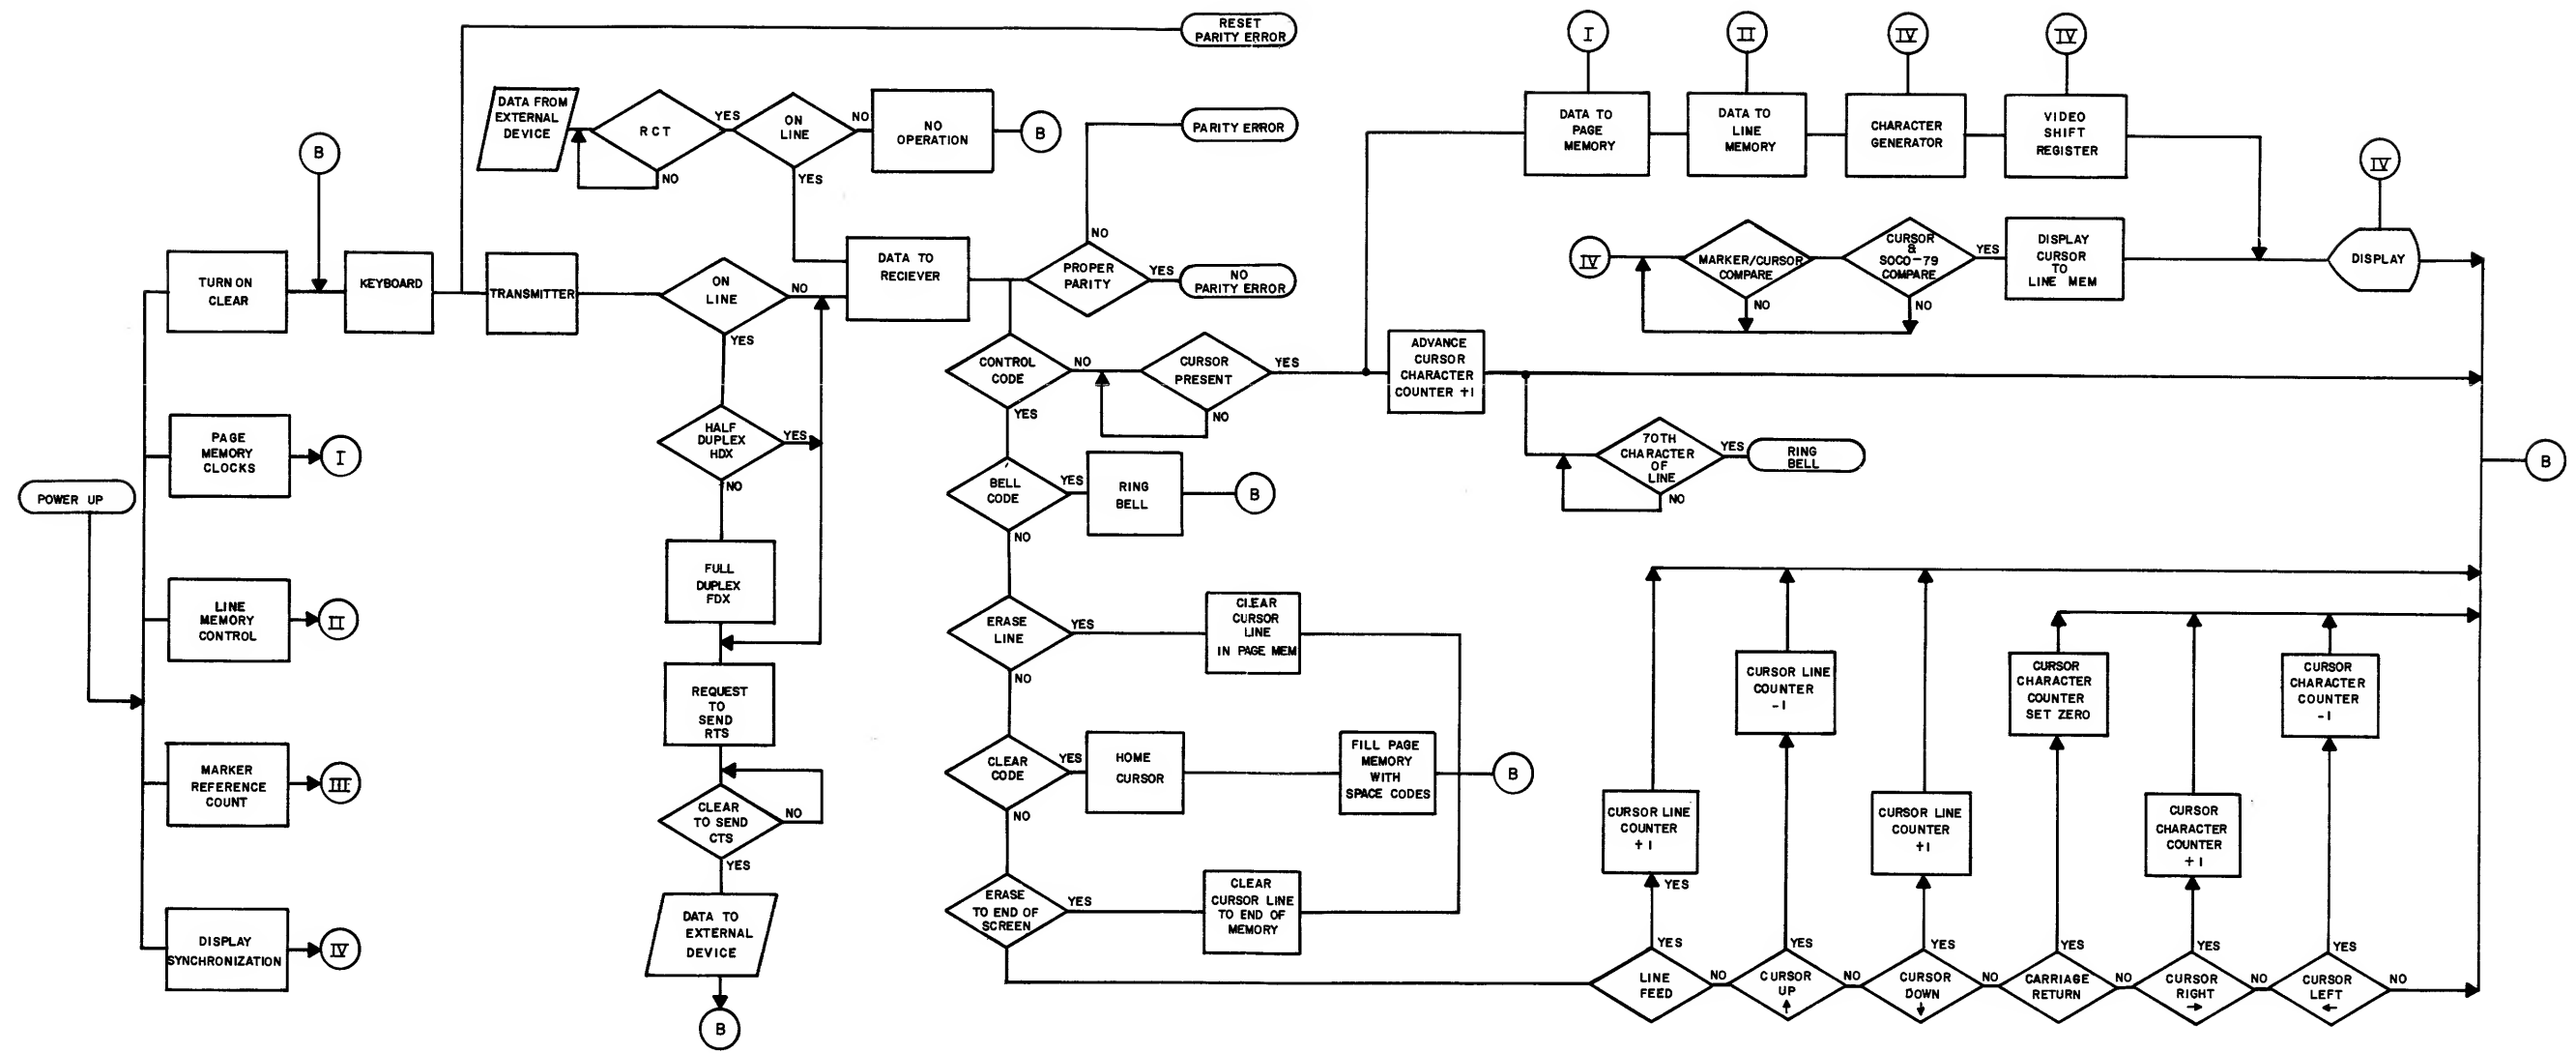 RESET
PARITY ERROR
I
II
IV
IV
DATA FROM
EXTERNAL
DEVICE
RCT
YES
NO
ON
LINE
NO
YES
NO
OPERATION
B
PARITY ERROR
DATA TO
PAGE
MEMORY
DATA TO
LINE
MEMORY
CHARACTER
GENERATOR
VIDEO
SHIFT
REGISTER
IV
B
TURN ON
CLEAR
KEYBOARD
TRANSMITTER
ON
LINE
NO
YES
DATA TO
RECIEVER
NO
PROPER
PARITY
YES
NO
PARITY ERROR
IV
MARKER/CURSOR
COMPARE
NO
CURSOR
&
SOCO-79
COMPARE
YES
NO
DISPLAY
CURSOR
TO
LINE MEM
DISPLAY
CONTROL
CODE
NO
YES
CURSOR
PRESENT
YES
NO
ADVANCE
CURSOR
CHARACTER
COUNTER +1
PAGE
MEMORY
CLOCKS
I
HALF
DUPLEX
HDX
YES
NO
70TH
CHARACTER
OF
LINE
YES
NO
RING
BELL
B
POWER UP
BELL
CODE
YES
NO
RING
BELL
B
FULL
DUPLEX
FDX
LINE
MEMORY
CONTROL
II
ERASE
LINE
YES
NO
CLEAR
CURSOR
LINE
IN PAGE MEM
REQUEST
TO
SEND
RTS
CURSOR LINE
COUNTER
-1
CURSOR
CHARACTER
COUNTER
SET ZERO
CURSOR
CHARACTER
COUNTER
-1
MARKER
REFERENCE
COUNT
III
CLEAR
CODE
YES
NO
HOME
CURSOR
FILL PAGE
MEMORY
WITH
SPACE CODES
B
CLEAR
TO SEND
CTS
NO
YES
CURSOR LINE
COUNTER
+1
YES
CURSOR LINE
COUNTER
+1
CURSOR
CHARACTER
COUNTER
+1
DISPLAY
SYNCHRONIZATION
IV
DATA TO
EXTERNAL
DEVICE
B
ERASE
TO END OF
SCREEN
YES
CLEAR
CURSOR LINE
TO END OF
MEMORY
YES
LINE
FEED
NO
YES
CURSOR
UP
↑
NO
YES
CURSOR
DOWN
↓
NO
YES
CARRIAGE
RETURN
NO
YES
CURSOR
RIGHT
→
NO
YES
CURSOR
LEFT
←
NO